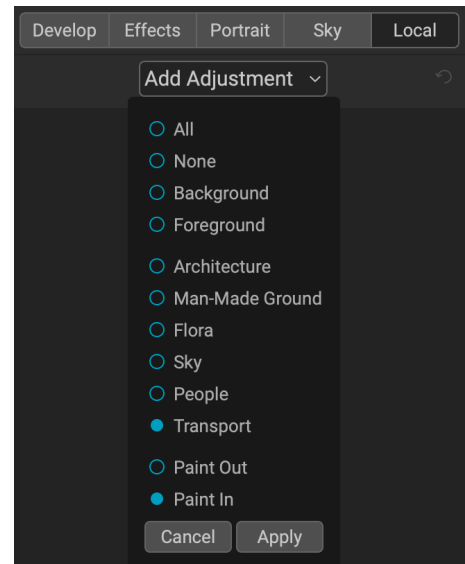 Develop Effects Portrait Sky Local
Add Adjustment
All
None
Background
Foreground
Architecture
Man-Made Ground
Flora
Sky
People
Transport
Paint Out
Paint In
Cancel Apply